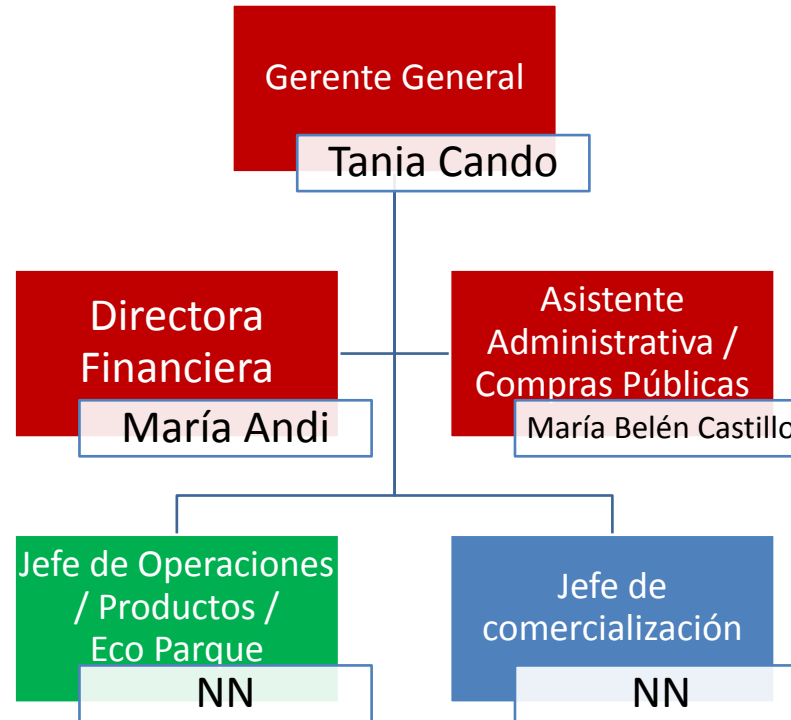 Gerente General
Tania Cando
Directora
Financiera
María Andi
Asistente
Administrativa /
Compras Públicas
María Belén Castillo
Jefe de Operaciones
/ Productos /
Eco Parque
NN
Jefe de
comercialización
NN